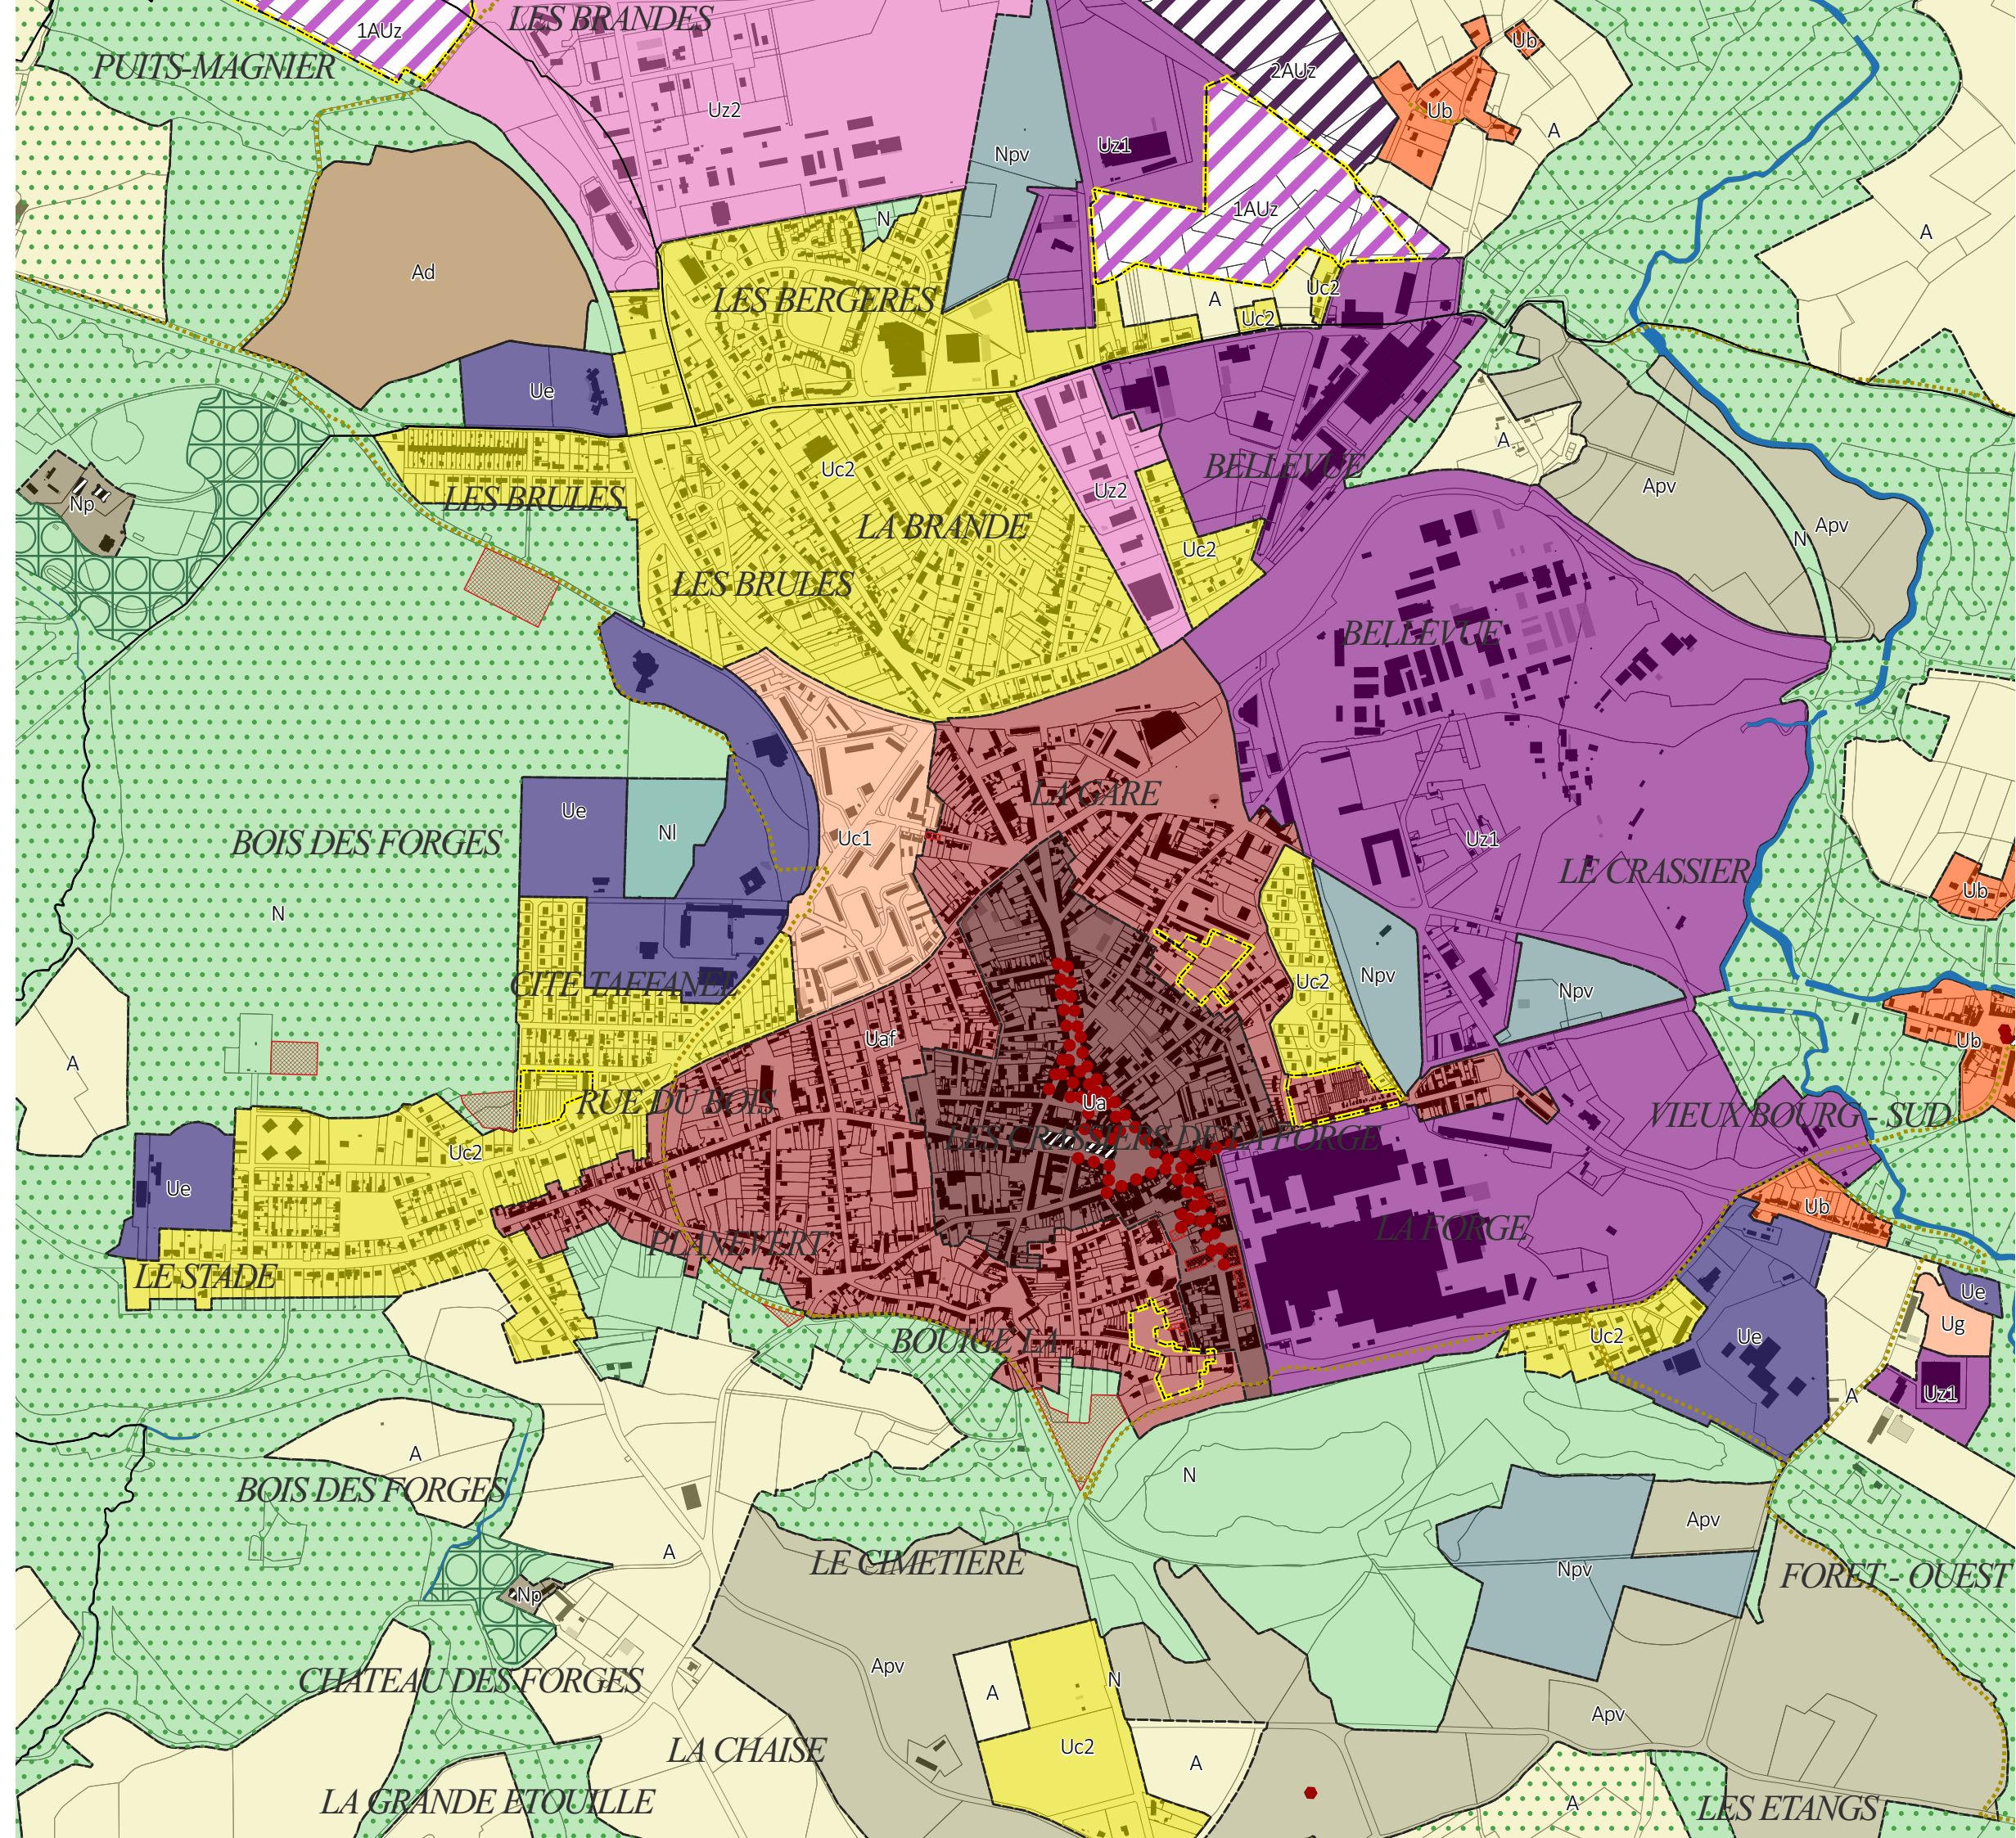 LES BRANDES
1AUz
PUITS-MAGNIER
Ub
2AUz
Uz2
Ub
A
Uz1
Npv
1AUz
N
A
Ad
Uc2
LES BERGERES
A
Uc2
Ue
A
BELLEVUE
Uc2
Apv
Uz2
LES BRULES
Np
LA BRANDE
Apv
N
Uc2
LES BRULES
BELLEVUE
LA GARE
Ue
Nl
Uc1
Uz1
BOIS DES FORGES
LE CRASSIER
Ub
N
Npv
Uc2
CITE TAFFANEL
Npv
Uaf
Ub
A
RUE DU BOIS
Ua
VIEUX BOURG - SUD
LES CRASSIERS DE LA FORGE
Uc2
Ue
Ub
LA FORGE
PLANEVERT
LE STADE
Ue
Ug
Uc2
Ue
BOUIGE LA
Uz1
A
A
N
BOIS DES FORGES
Apv
A
LE CIMETIERE
Npv
FORET - OUEST
Np
Apv
N
CHATEAU DES FORGES
A
Apv
Uc2
LA CHAISE
A
LA GRANDE ETOUILLE
A
LES ETANGS